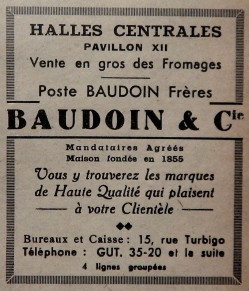 HALLES CENTRALES
PAVILLON XII
Vente en gros des Fromages
Poste BAUDOIN Frères
BAUDOIN & Cie
Mandataires Agréés
Maison fondée en 1855
Vous y trouverez les marques
de Haute Qualité qui plaisent
à votre Clientèle
Bureaux et Caisse : 15, rue Turbigo
Téléphone : GUT. 35-20 et la suite
4 lignes groupées